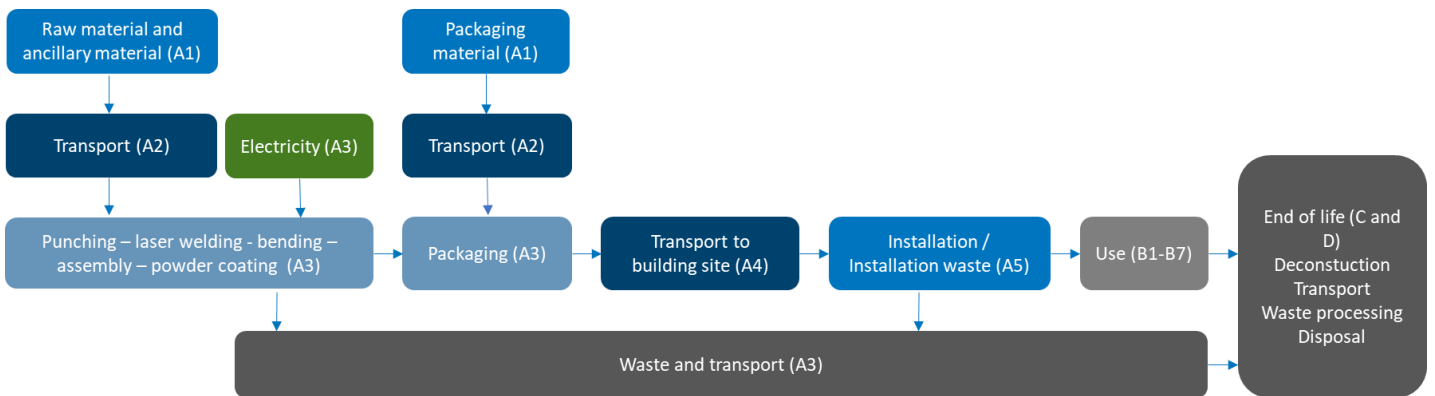 Raw material and
ancillary material (A1)
Packaging
material (A1)
Transport (A2)
Electricity (A3)
Transport (A2)
Punching – laser welding - bending –
assembly – powder coating  (A3)
Packaging (A3)
Transport to
building site (A4)
Installation /
Installation waste (A5)
Use (B1-B7)
End of life (C and
D)
Deconstuction
Transport
Waste processing
Disposal
Waste and transport (A3)